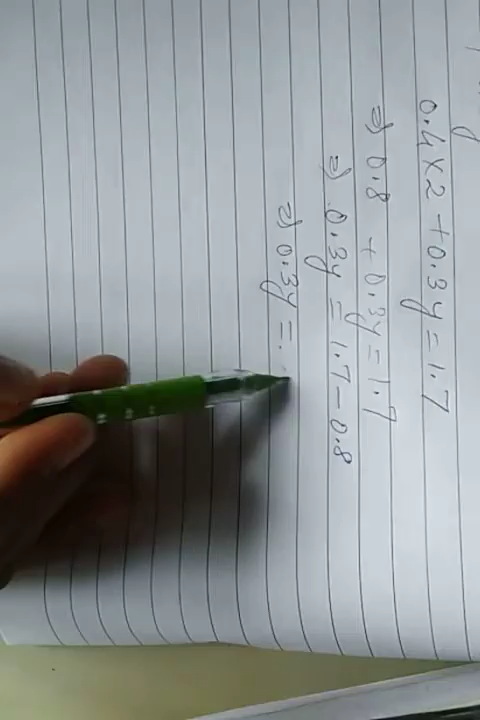 0.4×2 + 0.3y = 1.7
⇒ 0.8 + 0.3y = 1.7
⇒ 0.3y = 1.7 - 0.8
⇒ 0.3y = .